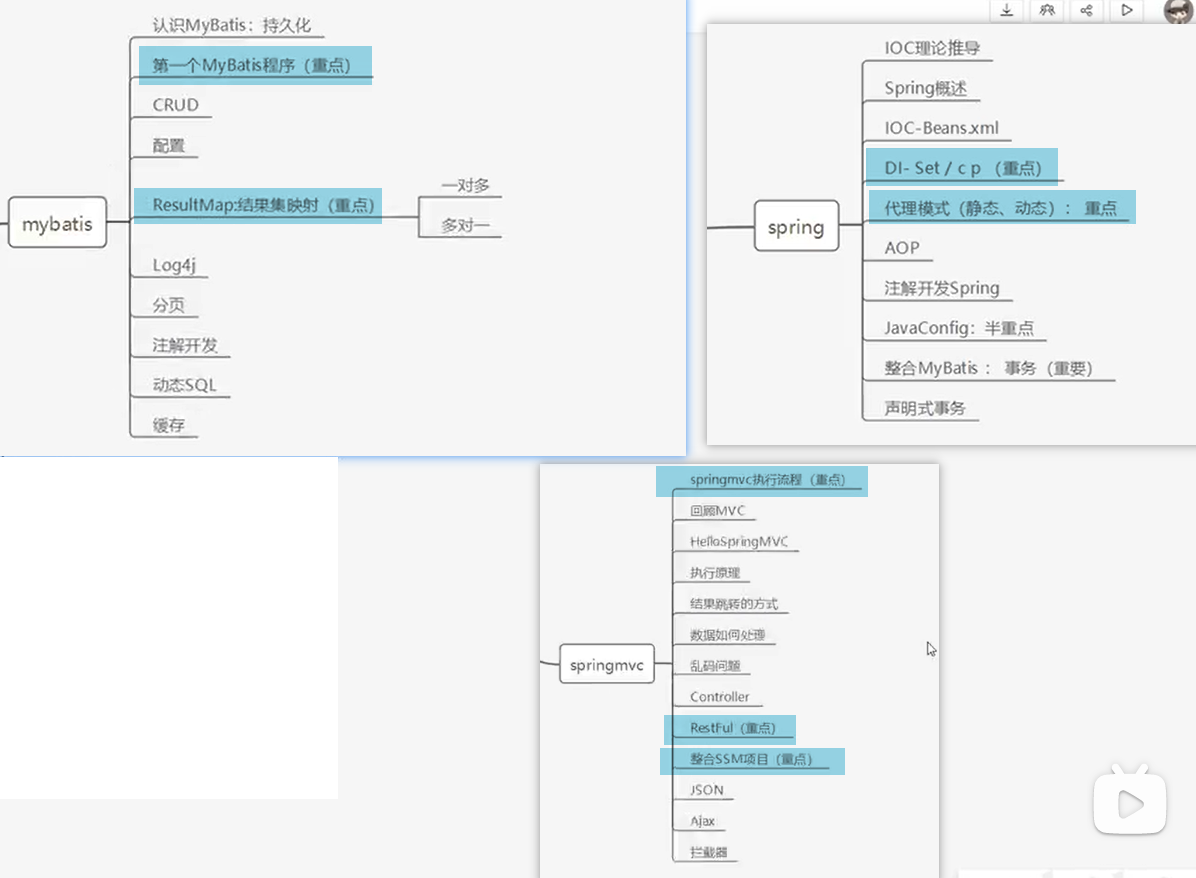 mybatis
认识MyBatis：持久化
第一个MyBatis程序（重点）
CRUD
配置
ResultMap:结果集映射（重点）
一对多
多对一
Log4j
分页
注解开发
动态SQL
缓存
spring
IOC理论推导
Spring概述
IOC-Beans.xml
DI- Set / c p （重点）
代理模式（静态、动态）： 重点
AOP
注解开发Spring
JavaConfig：半重点
整合MyBatis ： 事务（重要）
声明式事务
springmvc
springmvc执行流程（重点）
回顾MVC
HelloSpringMVC
执行原理
结果跳转的方式
数据如何处理
乱码问题
Controller
RestFul（重点）
整合SSM项目（重点）
JSON
Ajax
拦截器